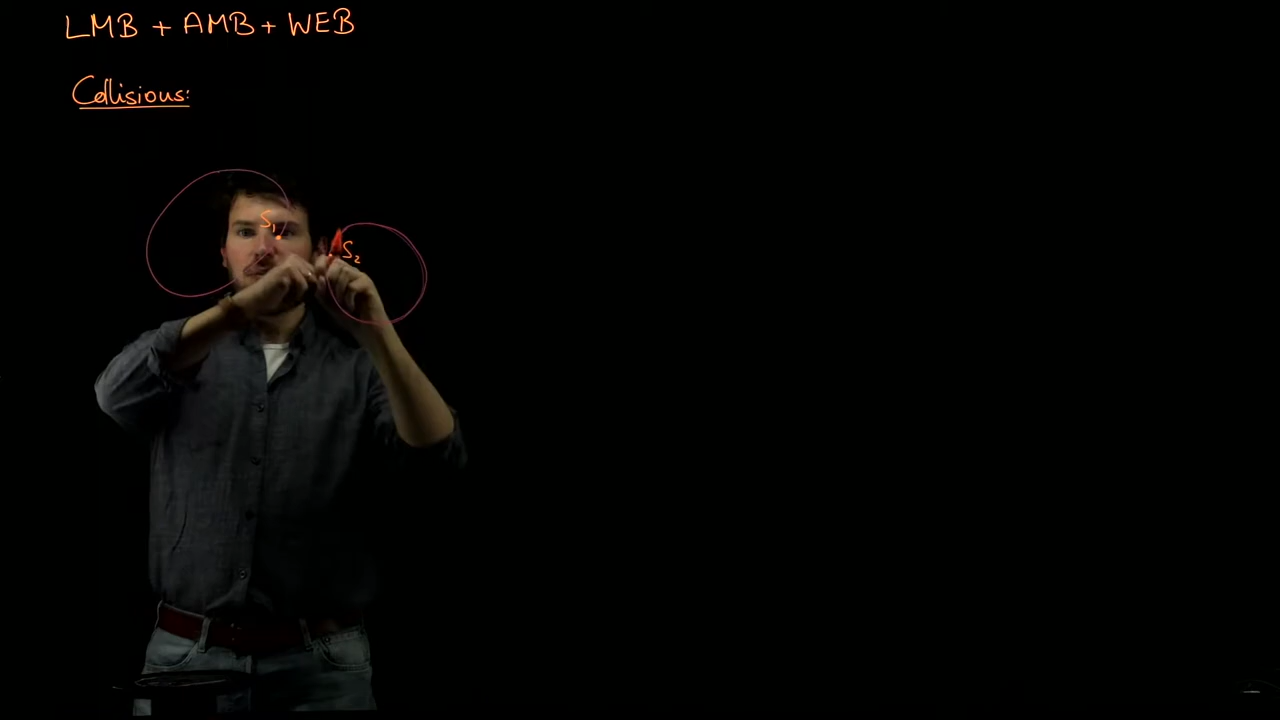 LMB + AMB + WEB
Collisions:
S₁
S₂